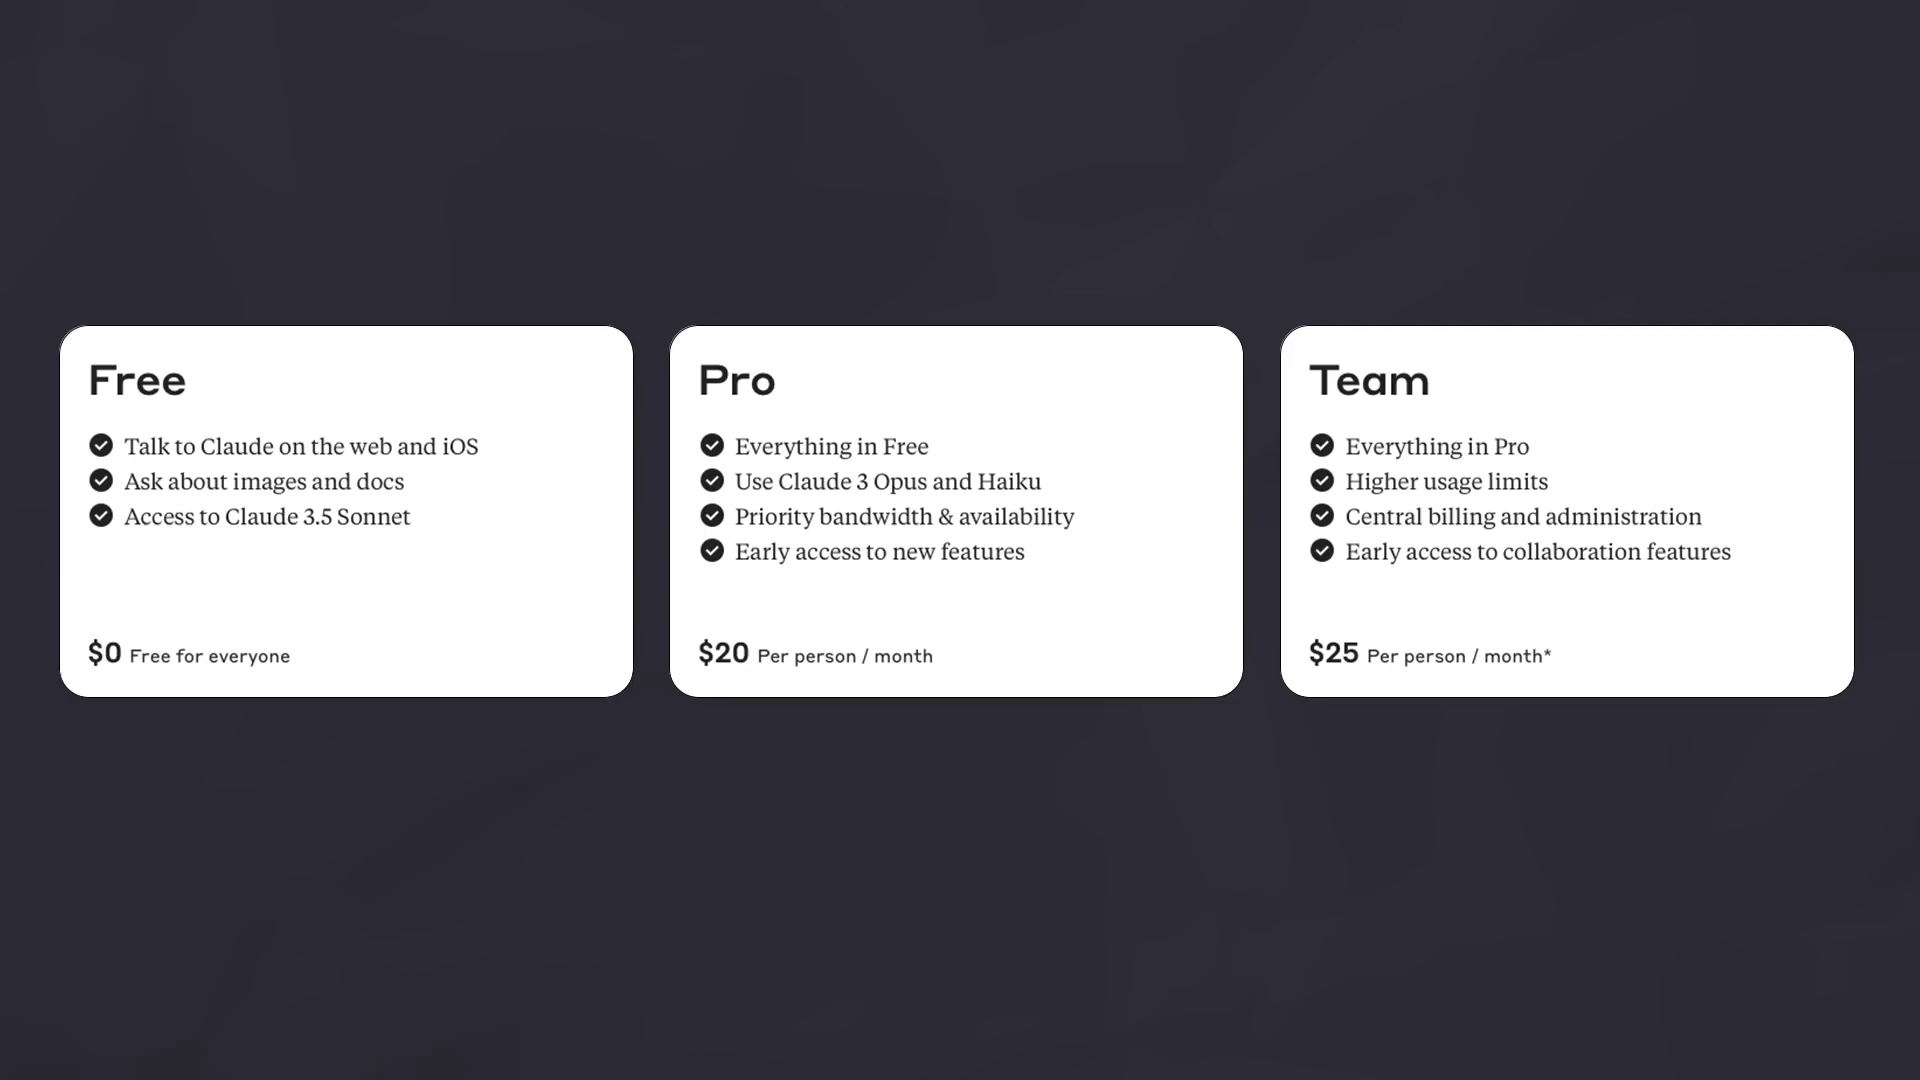 Free
Talk to Claude on the web and iOS
Ask about images and docs
Access to Claude 3.5 Sonnet
$0 Free for everyone
Pro
Everything in Free
Use Claude 3 Opus and Haiku
Priority bandwidth & availability
Early access to new features
$20 Per person / month
Team
Everything in Pro
Higher usage limits
Central billing and administration
Early access to collaboration features
$25 Per person / month*